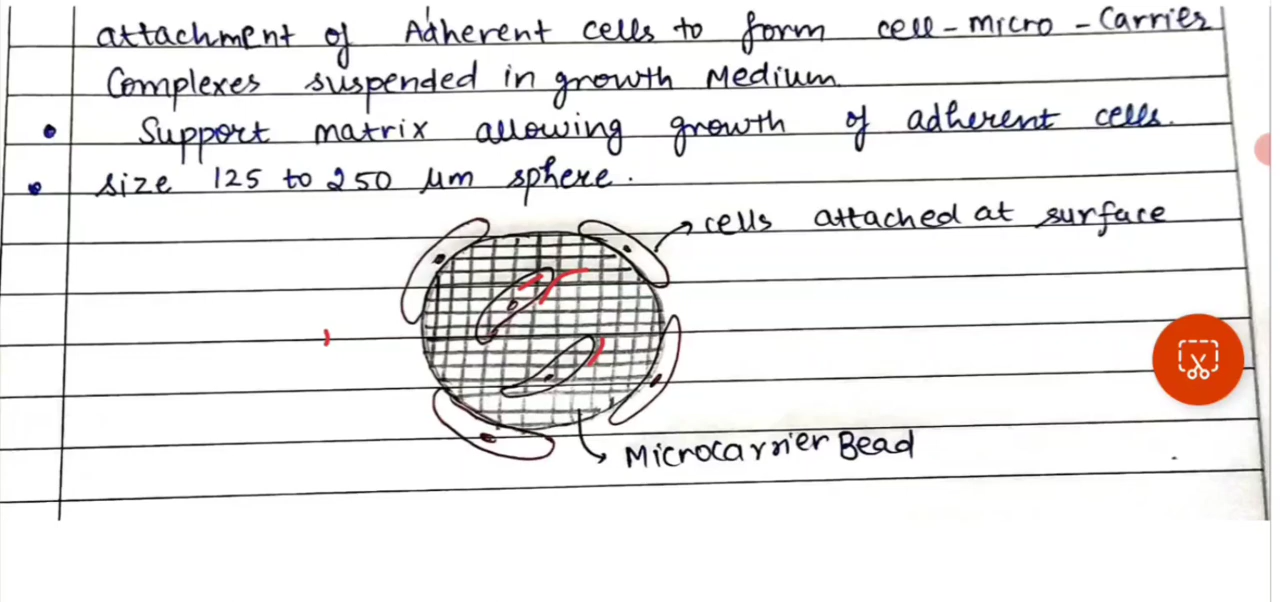 attachment of Adherent cells to form cell-micro-Carrier
Complexes suspended in growth Medium.
• Support matrix allowing growth of adherent cells.
• size 125 to 250 μm sphere.
cells attached at surface
Microcarrier Bead